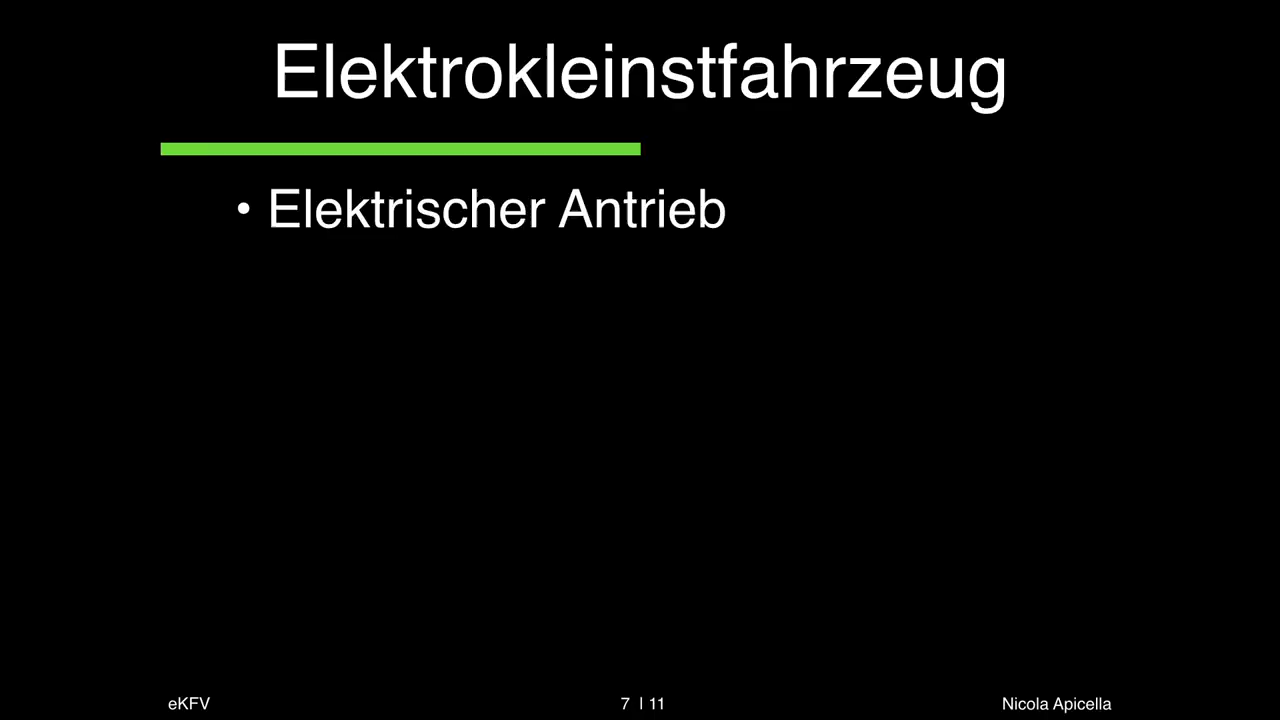 Elektrokleinstfahrzeug
• Elektrischer Antrieb
eKFV 7 | 11 Nicola Apicella